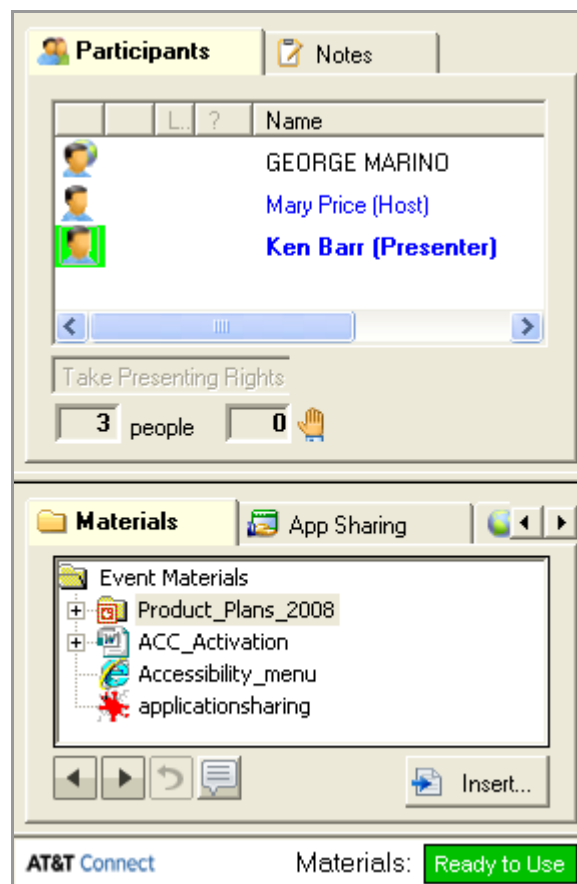 Participants Notes
L.. ? Name
GEORGE MARINO
Mary Price (Host)
Ken Barr (Presenter)
Take Presenting Rights
3 people 0
Materials App Sharing
Event Materials
Product_Plans_2008
ACC_Activation
Accessibility_menu
applicationsharing
Insert...
AT&T Connect Materials: Ready to Use